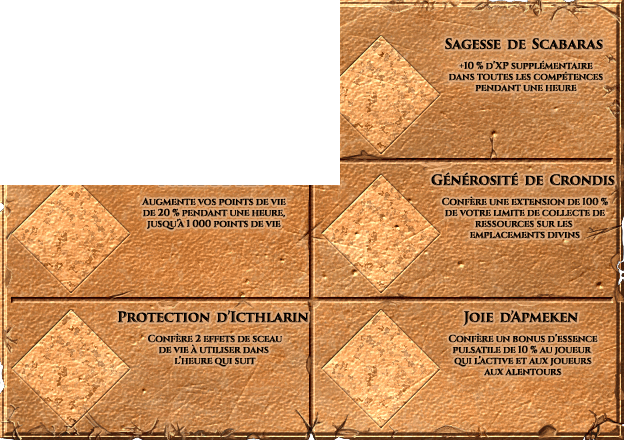 Sagesse de Scabaras
+10 % d'XP supplémentaire
dans toutes les compétences
pendant une heure
Augmente vos points de vie
de 20 % pendant une heure,
jusqu'à 1 000 points de vie
Générosité de Crondis
Confère une extension de 100 %
de votre limite de collecte de
ressources sur les
emplacements divins
Protection d'Icthlarin
Confère 2 effets de sceau
de vie à utiliser dans
l'heure qui suit
Joie d'Apmeken
Confère un bonus d'essence
pulsatile de 10 % au joueur
qui l'active et aux joueurs
aux alentours